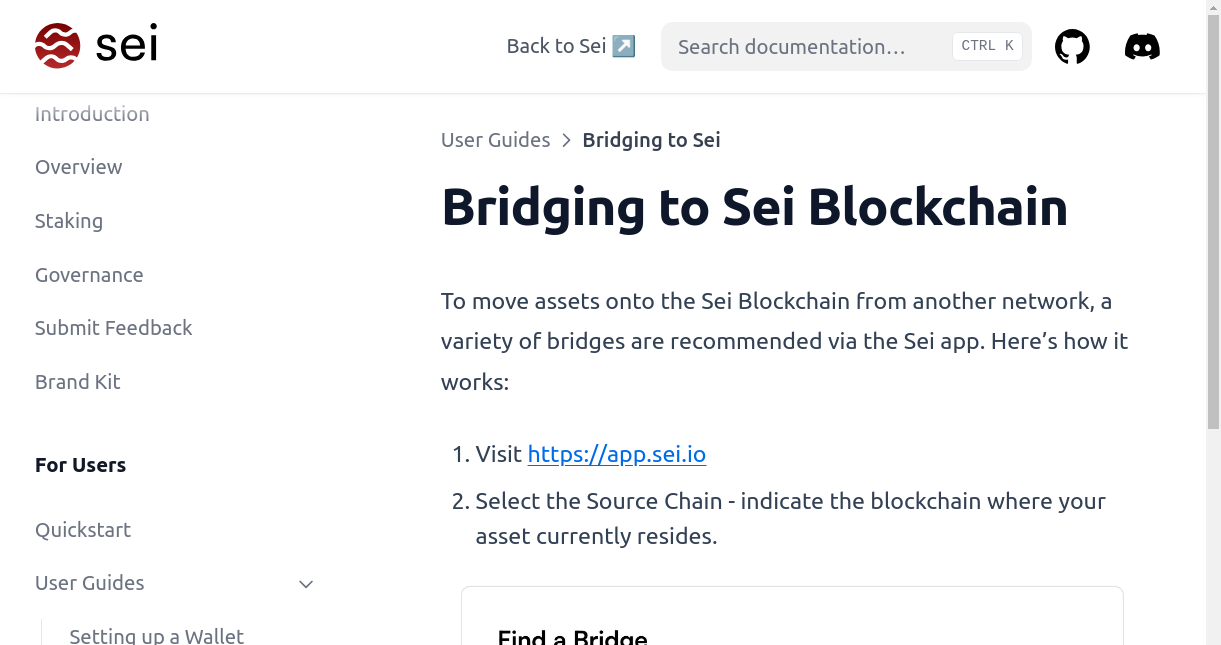 sei
Back to Sei ↗
Search documentation…
CTRL K
Introduction
Overview
Staking
Governance
Submit Feedback
Brand Kit
For Users
Quickstart
User Guides
Setting up a Wallet
User Guides > Bridging to Sei
Bridging to Sei Blockchain
To move assets onto the Sei Blockchain from another network, a
variety of bridges are recommended via the Sei app. Here’s how it
works:
1. Visit https://app.sei.io
2. Select the Source Chain - indicate the blockchain where your
asset currently resides.
Find a Bridge